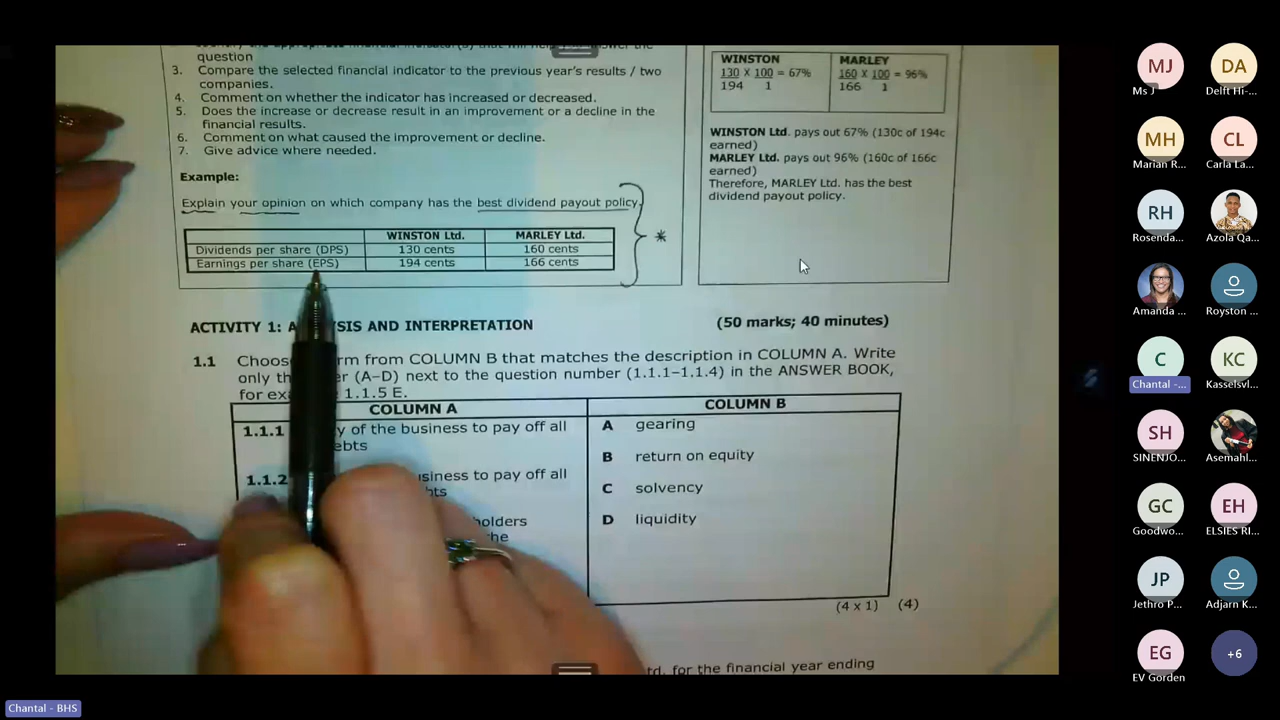 question
3. Compare the selected financial indicator to the previous year's results / two
companies.
4. Comment on whether the indicator has increased or decreased.
5. Does the increase or decrease result in an improvement or a decline in the
financial results.
6. Comment on what caused the improvement or decline.
7. Give advice where needed.
Example:
Explain your opinion on which company has the best dividend payout policy.
*
WINSTON Ltd. MARLEY Ltd.
Dividends per share (DPS) 130 cents 160 cents
Earnings per share (EPS) 194 cents 166 cents
WINSTON MARLEY
130 X 100 = 67% 160 X 100 = 96%
194 1 166 1
WINSTON Ltd. pays out 67% (130c of 194c
earned)
MARLEY Ltd. pays out 96% (160c of 166c
earned)
Therefore, MARLEY Ltd. has the best
dividend payout policy.
ACTIVITY 1: AND INTERPRETATION (50 marks; 40 minutes)
1.1 from COLUMN B that matches the description in COLUMN A. Write
only (A–D) next to the question number (1.1.1–1.1.4) in the ANSWER BOOK,
for 1.1.5 E.
COLUMN A COLUMN B
1.1.1 of the business to pay off all
A gearing
B return on equity
1.1.2 to pay off all
C solvency
D liquidity
(4 x 1) (4)
for the financial year ending
MJ
Ms J
DA
Delft Hi-...
MH
Marian R...
CL
Carla La...
RH
Rosenda...
Azola Qa...
Amanda ...
Royston ...
C
Chantal -...
KC
Kasselsvl...
SH
SINENJO...
Asemahl...
GC
Goodwo...
EH
ELSIES RI...
JP
Jethro P...
Adjarn K...
EG
EV Gorden
+6
Chantal - BHS